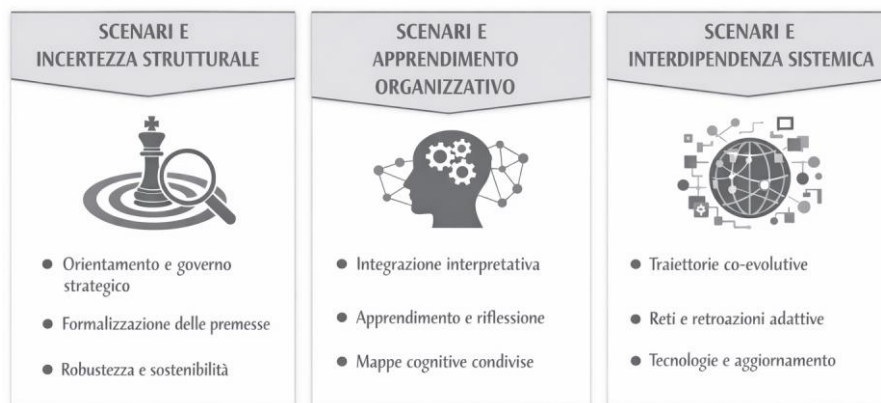 SCENARI E
INCERTEZZA STRUTTURALE
Orientamento e governo
strategico
Formalizzazione delle premesse
Robustezza e sostenibilità
SCENARI E
APPRENDIMENTO
ORGANIZZATIVO
Integrazione interpretativa
Apprendimento e riflessione
Mappe cognitive condivise
SCENARI E
INTERDIPENDENZA SISTEMICA
Traiettorie co-evolutive
Reti e retroazioni adattive
Tecnologie e aggiornamento